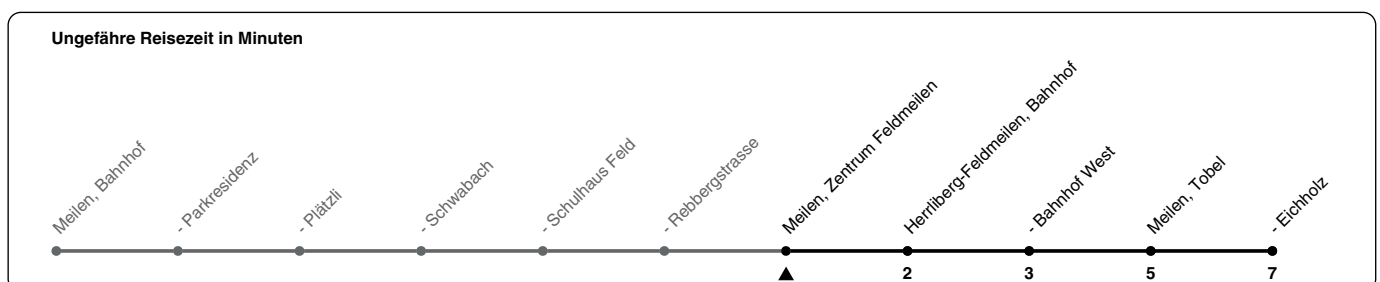 Ungefähre Reisezeit in Minuten
Meilen, Bahnhof
- Parkresidenz
- Plätzli
- Schwabach
- Schulhaus Feld
- Rebbergstrasse
Meilen, Zentrum Feldmeilen
Herrliberg-Feldmeilen, Bahnhof
- Bahnhof West
Meilen, Tobel
- Eichholz
2 3 5 7